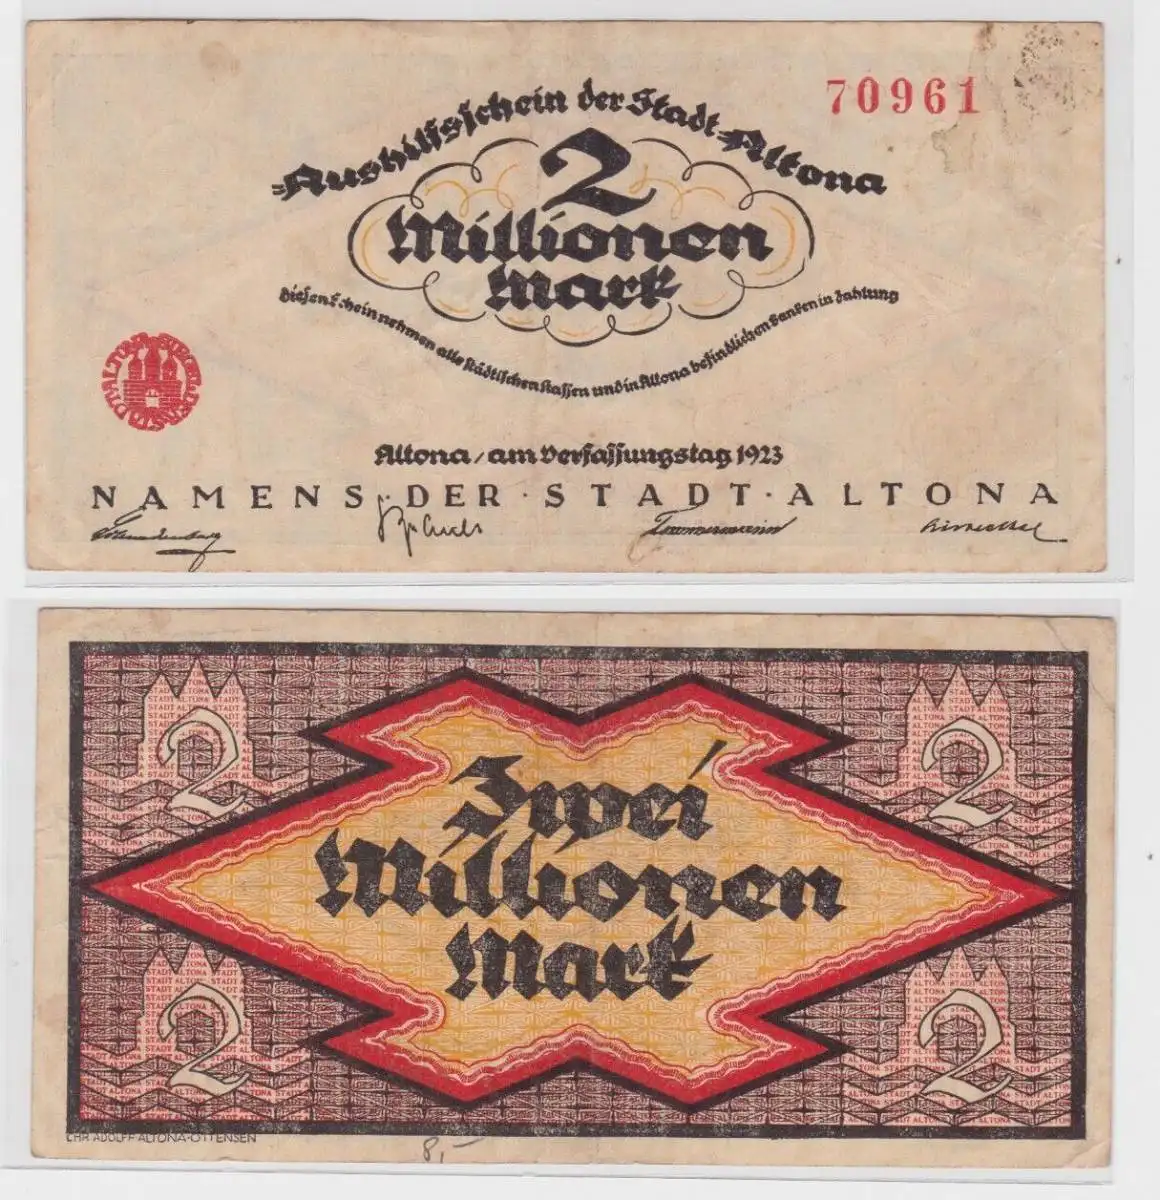 70961
Aushilfsschein der Stadt Altona
2
Millionen
Mark
Diesen Schein nehmen alle städtischen Kassen und in Altona befindlichen Banken in Zahlung
Altona/am Verfassungstag 1923
NAMENS · DER · STADT · ALTONA
2
2
Zwei
Millionen
Mark
2
2
CHR ADOLFF ALTONA-OTTENSEN
8,-